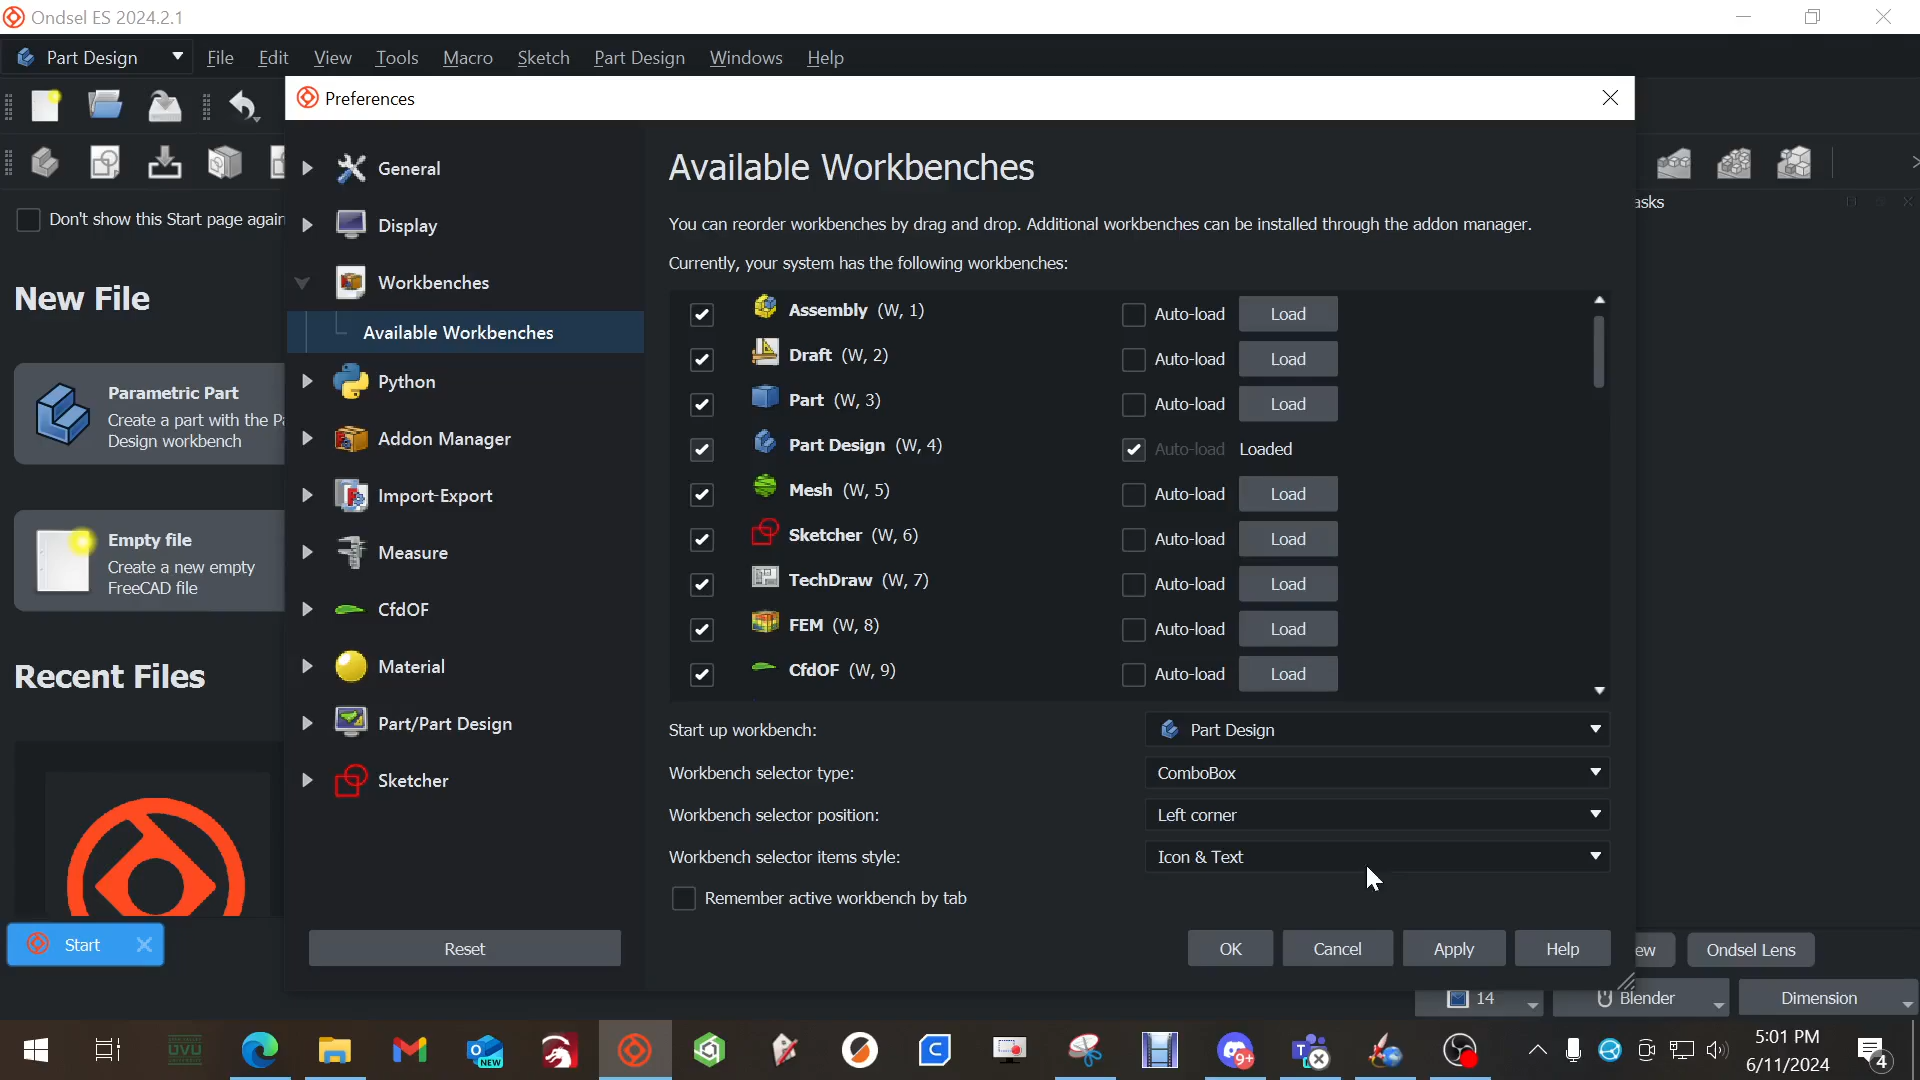 Ondsel ES 2024.2.1
Part Design File Edit View Tools Macro Sketch Part Design Windows Help
Preferences
General
Display
Workbenches
Available Workbenches
Python
Addon Manager
Import-Export
Measure
CfdOF
Material
Part/Part Design
Sketcher
Reset
Available Workbenches
You can reorder workbenches by drag and drop. Additional workbenches can be installed through the addon manager.
Currently, your system has the following workbenches:
Assembly (W, 1) Auto-load Load
Draft (W, 2) Auto-load Load
Part (W, 3) Auto-load Load
Part Design (W, 4) Auto-load Loaded
Mesh (W, 5) Auto-load Load
Sketcher (W, 6) Auto-load Load
TechDraw (W, 7) Auto-load Load
FEM (W, 8) Auto-load Load
CfdOF (W, 9) Auto-load Load
Start up workbench: Part Design
Workbench selector type: ComboBox
Workbench selector position: Left corner
Workbench selector items style: Icon & Text
Remember active workbench by tab
OK Cancel Apply Help
Don't show this Start page again
New File
Parametric Part
Create a part with the Pa
Design workbench
Empty file
Create a new empty
FreeCAD file
Recent Files
Start
asks
ew Ondsel Lens
14 Blender Dimension
NEW
9+
5:01 PM
6/11/2024
4